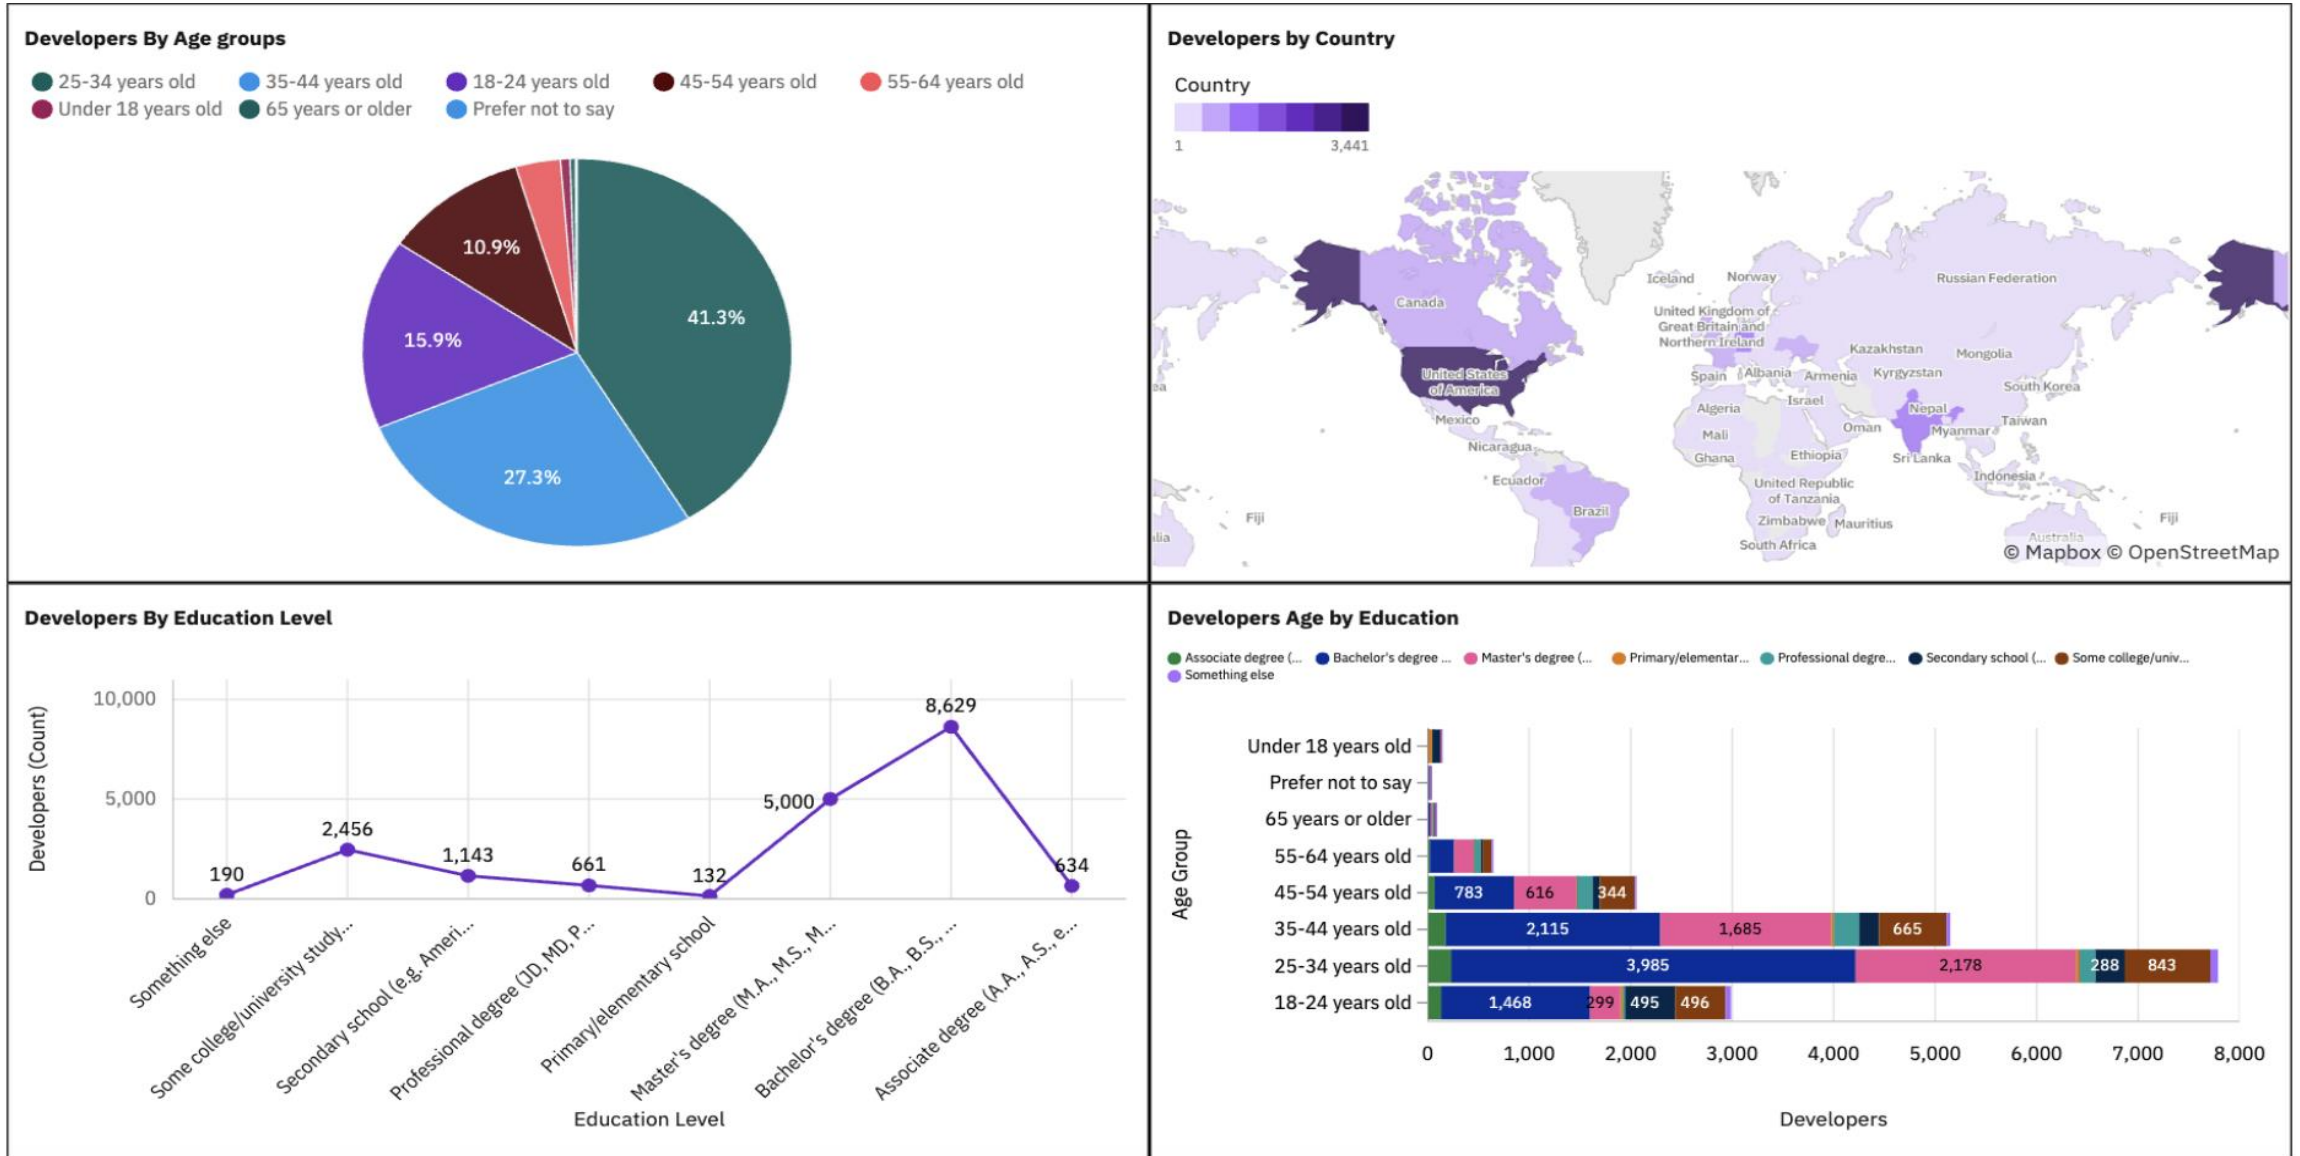 Developers By Age groups
25-34 years old
35-44 years old
18-24 years old
45-54 years old
55-64 years old
Under 18 years old
65 years or older
Prefer not to say
10.9%
41.3%
15.9%
27.3%
Developers by Country
Country
1
3,441
Iceland
Norway
Russian Federation
Canada
United Kingdom of
Great Britain and
Northern Ireland
Kazakhstan
Mongolia
United States
of America
Spain
Albania
Armenia
Kyrgyzstan
South Korea
ea
Algeria
Israel
Nepal
Mexico
Mali
Oman
Myanmar
Taiwan
Nicaragua
Ghana
Ethiopia
Sri Lanka
Ecuador
United Republic
of Tanzania
Indonesia
Brazil
Fiji
Zimbabwe
Mauritius
Fiji
alia
South Africa
Australia
© Mapbox © OpenStreetMap
Developers By Education Level
Developers (Count)
10,000
5,000
0
190
2,456
1,143
661
132
5,000
8,629
634
Something else
Some college/university study...
Secondary school (e.g. Ameri...
Professional degree (JD, MD, P...
Primary/elementary school
Master's degree (M.A., M.S., M...
Bachelor's degree (B.A., B.S., ...
Associate degree (A.A., A.S., e...
Education Level
Developers Age by Education
Associate degree (...
Bachelor's degree ...
Master's degree (...
Primary/elementar...
Professional degre...
Secondary school (...
Some college/univ...
Something else
Age Group
Under 18 years old
Prefer not to say
65 years or older
55-64 years old
45-54 years old
783
616
344
35-44 years old
2,115
1,685
665
25-34 years old
3,985
2,178
288
843
18-24 years old
1,468
299
495
496
0
1,000
2,000
3,000
4,000
5,000
6,000
7,000
8,000
Developers